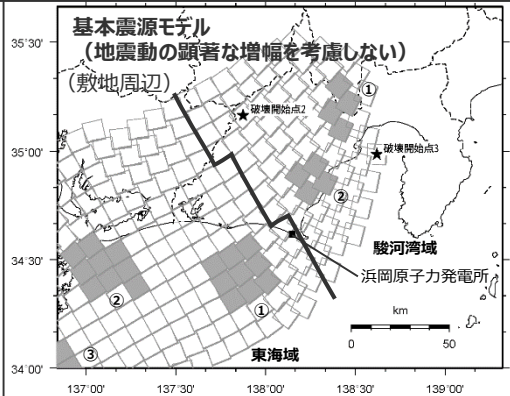 基本震源モデル
（地震動の顕著な増幅を考慮しない）
（敷地周辺）
35°30'
①
破壊開始点2
35°00'
破壊開始点3
②
駿河湾域
34°30'
浜岡原子力発電所
②
①
km
0 50
③
東海域
34°00'
137°00' 137°30' 138°00' 138°30' 139°00'